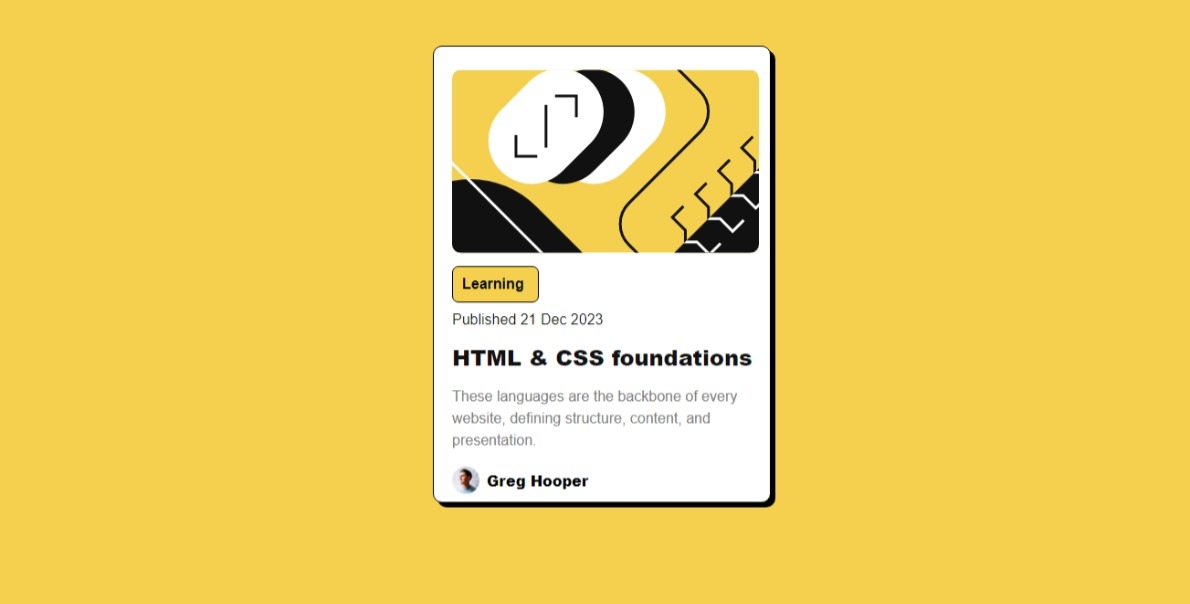 Learning
Published 21 Dec 2023
HTML & CSS foundations
These languages are the backbone of every
website, defining structure, content, and
presentation.
Greg Hooper